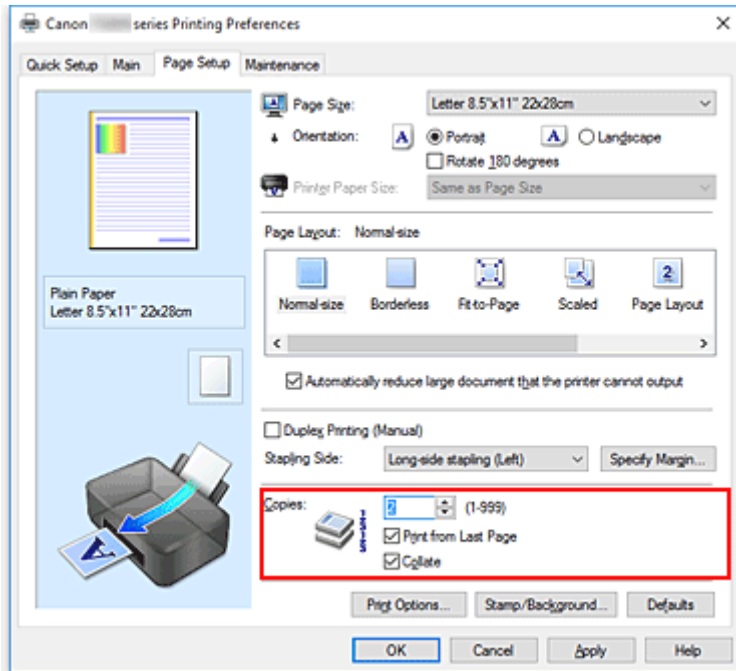 Canon series Printing Preferences
Quick Setup Main Page Setup Maintenance
Page Size: Letter 8.5"x11" 22x28cm
Orientation: A Portrait A Landscape
Rotate 180 degrees
Printer Paper Size: Same as Page Size
Page Layout: Normal-size
2
Normal-size Borderless Fit-to-Page Scaled Page Layout
Plain Paper
Letter 8.5"x11" 22x28cm
Automatically reduce large document that the printer cannot output
Duplex Printing (Manual)
Stapling Side: Long-side stapling (Left) Specify Margin...
Copies: 2 (1-999)
Print from Last Page
Collate
A
Print Options... Stamp/Background... Defaults
OK Cancel Apply Help